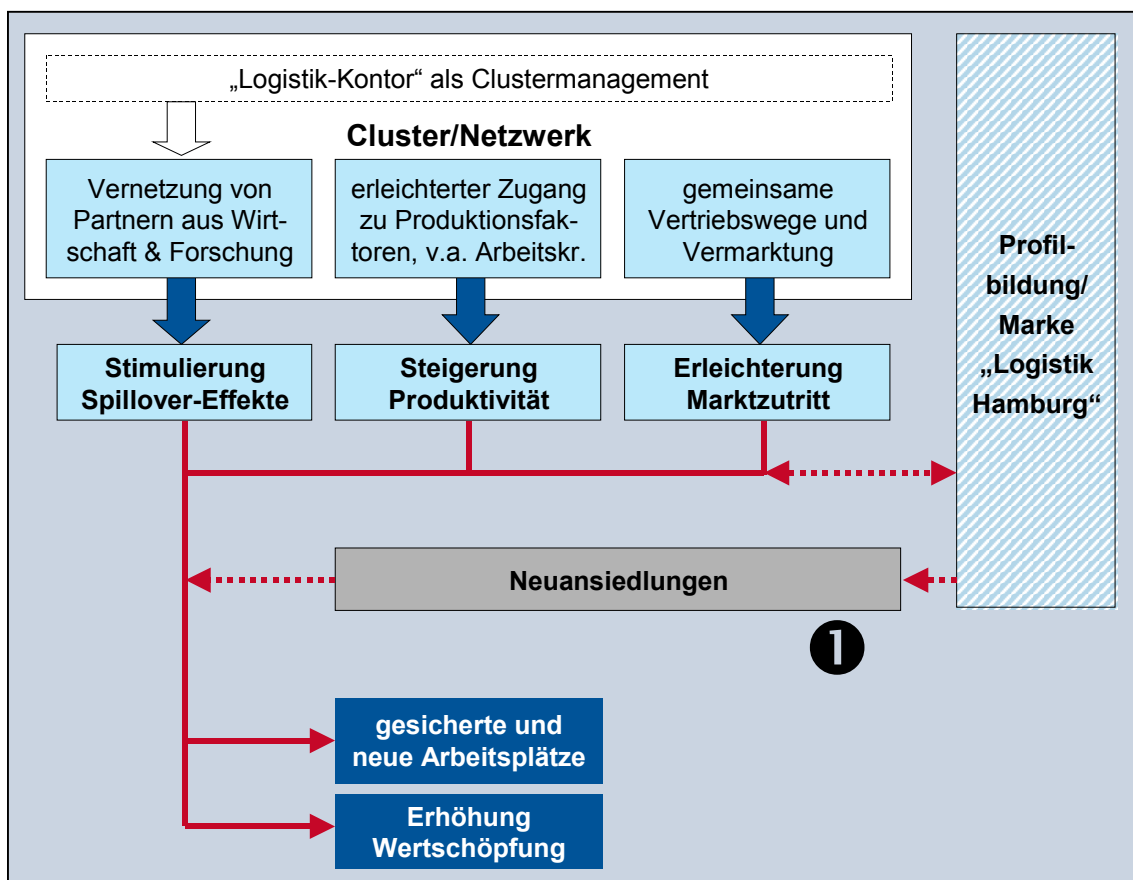 „Logistik-Kontor“ als Clustermanagement
Cluster/Netzwerk
Vernetzung von
Partnern aus Wirt-
schaft & Forschung
erleichterter Zugang
zu Produktionsfak-
toren, v.a. Arbeitskr.
gemeinsame
Vertriebswege und
Vermarktung
Stimulierung
Spillover-Effekte
Steigerung
Produktivität
Erleichterung
Marktzutritt
Profil-
bildung/
Marke
„Logistik
Hamburg“
Neuansiedlungen
1
gesicherte und
neue Arbeitsplätze
Erhöhung
Wertschöpfung